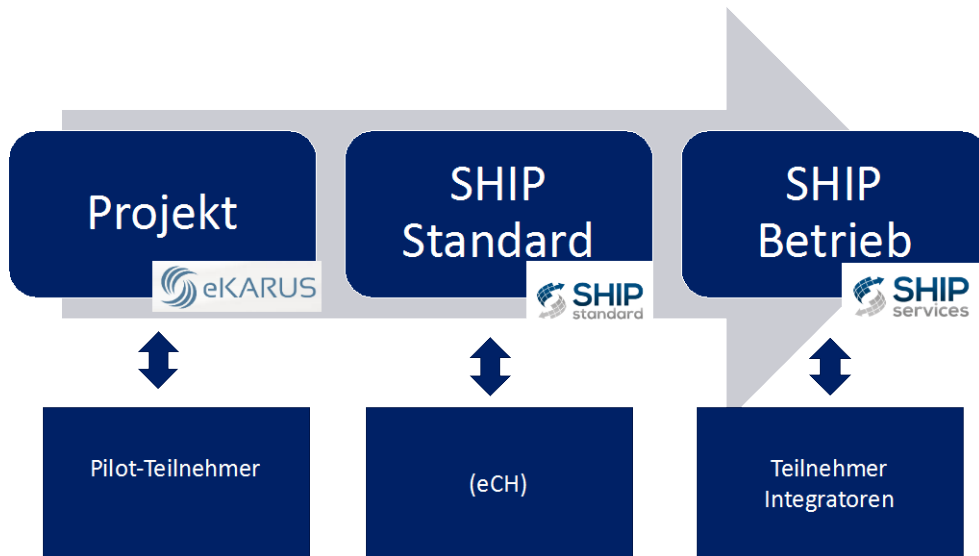 Projekt
eKARUS
SHIP
Standard
SHIP
standard
SHIP
Betrieb
SHIP
services
Pilot-Teilnehmer
(eCH)
Teilnehmer
Integratoren